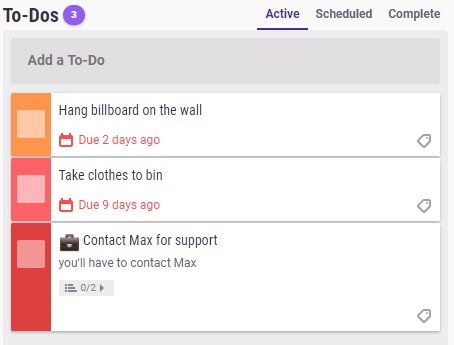 To-Dos 3
Active Scheduled Complete
Add a To-Do
Hang billboard on the wall
Due 2 days ago
Take clothes to bin
Due 9 days ago
💼 Contact Max for support
you'll have to contact Max
0/2